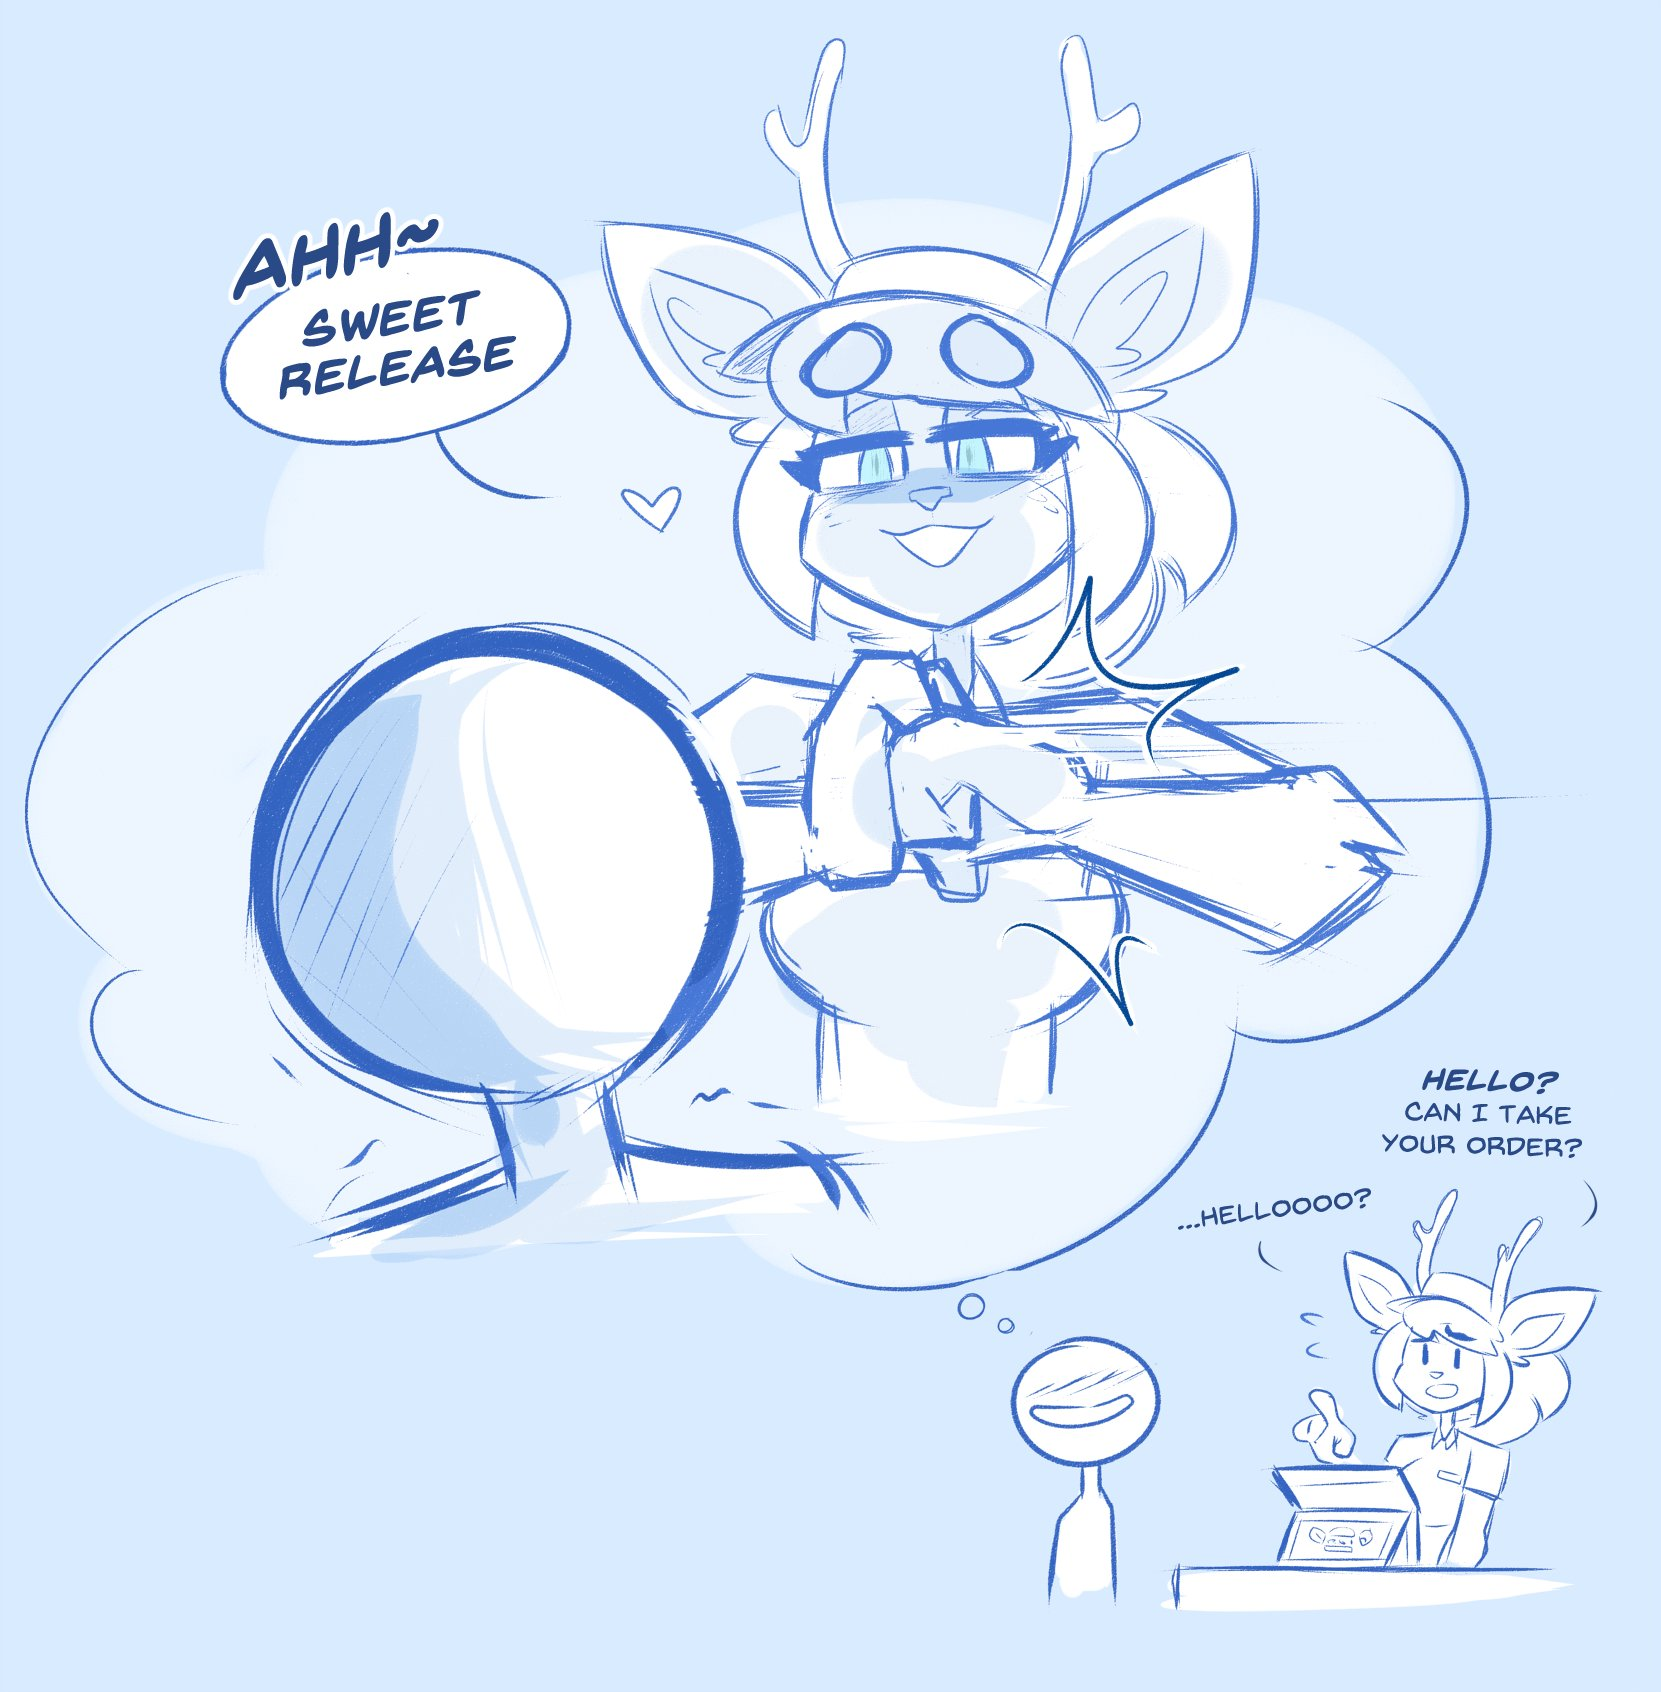 AHH~
SWEET
RELEASE
HELLO?
CAN I TAKE
YOUR ORDER?
...HELLOOOO?